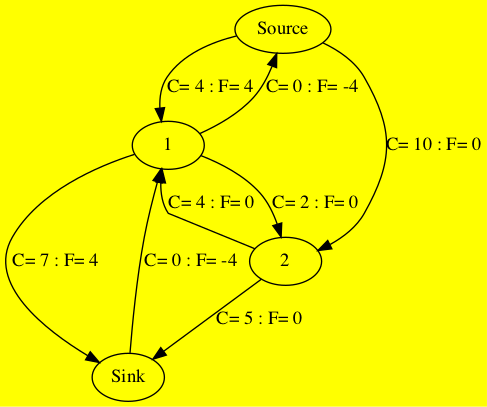 Source
C= 4 : F= 4
C= 0 : F= -4
1
C= 10 : F= 0
C= 4 : F= 0
C= 2 : F= 0
C= 7 : F= 4
C= 0 : F= -4
2
C= 5 : F= 0
Sink